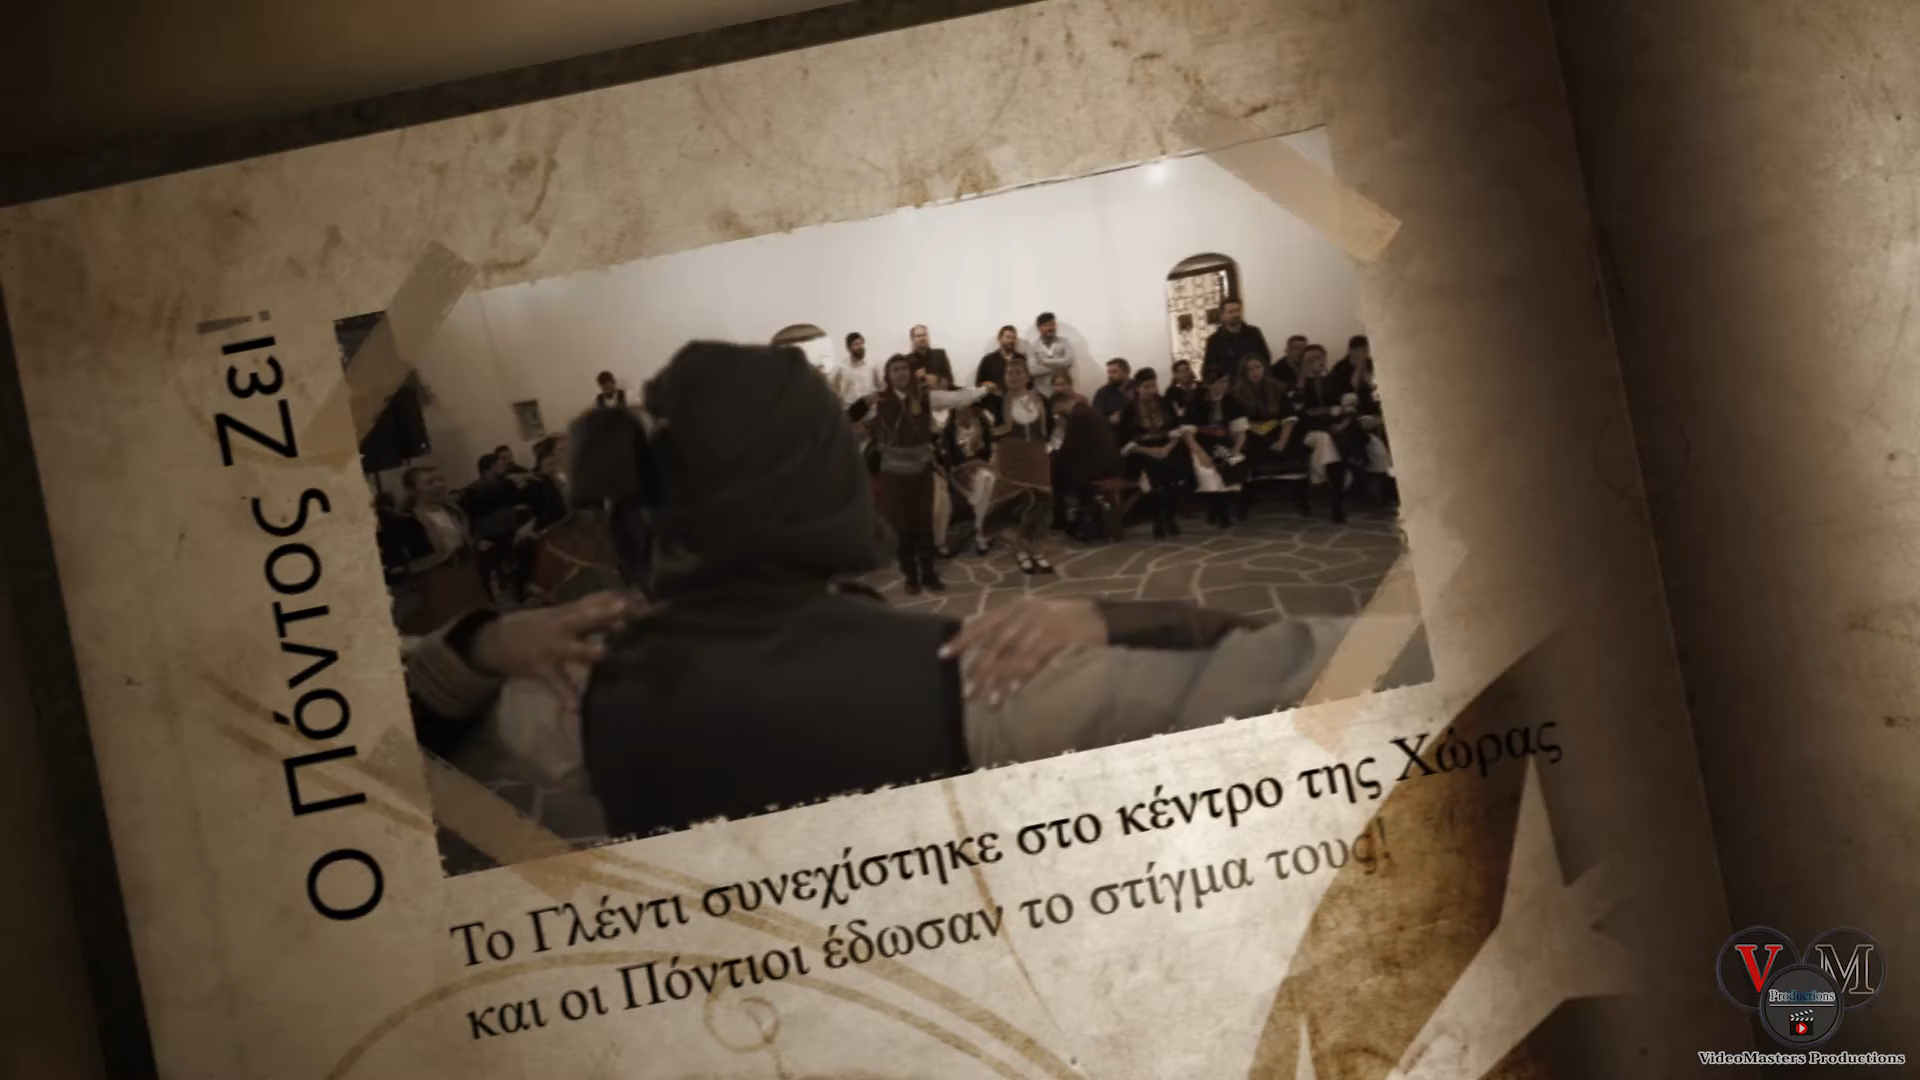 Ο Πόντος Ζει!
Το Γλέντι συνεχίστηκε στο κέντρο της Χώρας
και οι Πόντιοι έδωσαν το στίγμα τους!
V M
Productions
VideoMasters Productions